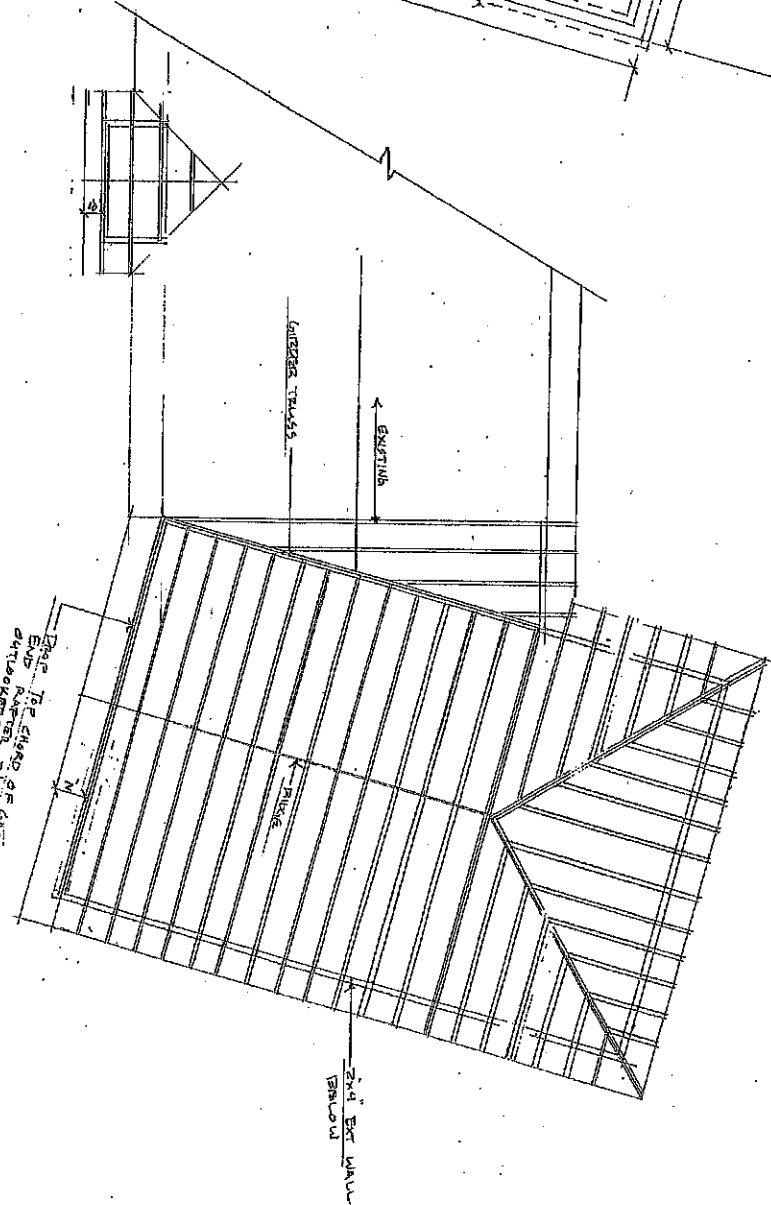 GIRDER TRUSS
EXISTING
RIDGE
2x4" EXT WALL
BELOW
DROP TOP CHORD OF
END RAFTER
OUTLOOKER